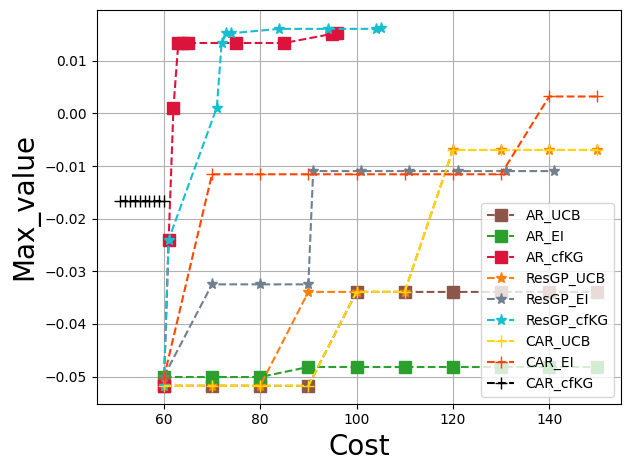 Max_value
0.01
0.00
−0.01
−0.02
−0.03
−0.04
−0.05
60
80
100
120
140
Cost
AR_UCB
AR_EI
AR_cfKG
ResGP_UCB
ResGP_EI
ResGP_cfKG
CAR_UCB
CAR_EI
CAR_cfKG